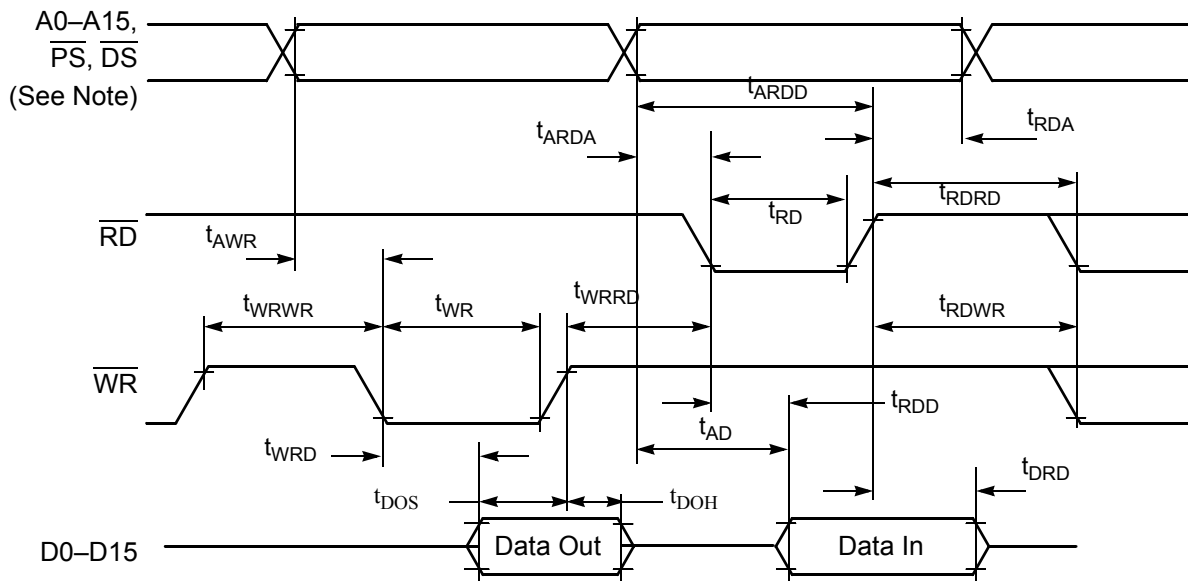 A0–A15,
PS, DS
(See Note)
tARDD
tRDA
tARDA
tRDRD
tRD
RD
tAWR
tWRWR
tWR
tWRRD
tRDWR
WR
tRDD
tAD
tWRD
tDRD
tDOS
tDOH
D0–D15
Data Out
Data In